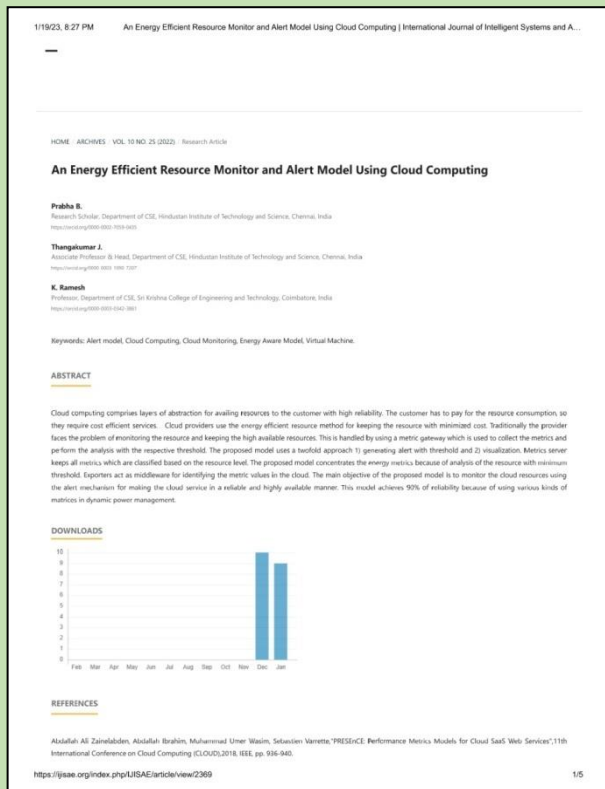 1/19/23, 8:27 PM An Energy Efficient Resource Monitor and Alert Model Using Cloud Computing | International Journal of Intelligent Systems and A...
HOME / ARCHIVES / VOL. 10 NO. 2S (2022) / Research Article
An Energy Efficient Resource Monitor and Alert Model Using Cloud Computing
Prabha B.
Research Scholar, Department of CSE, Hindustan Institute of Technology and Science, Chennai, India
Thangakumar J.
Associate Professor & Head, Department of CSE, Hindustan Institute of Technology and Science, Chennai, India
K. Ramesh
Professor, Department of CSE, Sri Krishna College of Engineering and Technology, Coimbatore, India
Keywords: Alert model, Cloud Computing, Cloud Monitoring, Energy Aware Model, Virtual Machine.
ABSTRACT
Cloud computing comprises layers of abstraction for availing resources to the customer with high reliability. The customer has to pay for the resource consumption, so
they require cost efficient services. Cloud providers use the energy efficient resource method for keeping the resource with minimized cost. Traditionally the provider
faces the problem of monitoring the resource and keeping the high available resources. This is handled by using a metric gateway which is used to collect the metrics and
perform the analysis with the respective threshold. The proposed model uses a twofold approach 1) generating alert with threshold and 2) visualization. Metrics server
keeps all metrics which are classified based on the resource level. The proposed model concentrates the energy metrics because of analysis of the resource with minimum
threshold. Exporters act as middleware for identifying the metric values in the cloud. The main objective of the proposed model is to monitor the cloud resources using
the alert mechanism for making the cloud service in a reliable and highly available manner. This model achieves 90% of reliability because of using various kinds of
matrices in dynamic power management.
DOWNLOADS
10
9
8
7
6
5
4
3
2
1
0
Feb Mar Apr May Jun Jul Aug Sep Oct Nov Dec Jan
REFERENCES
Abdallah Ali Zainelabden, Abdallah Ibrahim, Muhammad Umer Wasim, Sebastien Varrette,"PRESEnCE: Performance Metrics Models for Cloud SaaS Web Services",11th
International Conference on Cloud Computing (CLOUD),2018, IEEE, pp. 936-940.
https://ijisae.org/index.php/IJISAE/article/view/2369 1/5